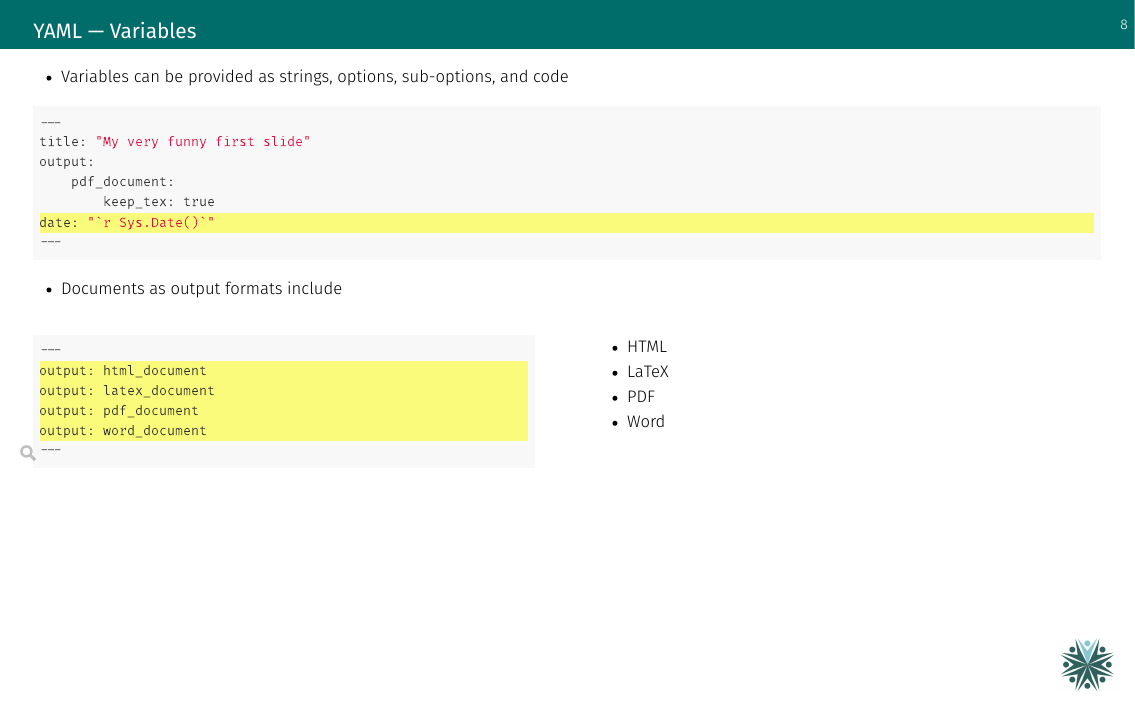 YAML — Variables
8
• Variables can be provided as strings, options, sub-options, and code
---
title: "My very funny first slide"
output:
    pdf_document:
        keep_tex: true
date: "`r Sys.Date()`"
---
• Documents as output formats include
---
output: html_document
output: latex_document
output: pdf_document
output: word_document
---
• HTML
• LaTeX
• PDF
• Word